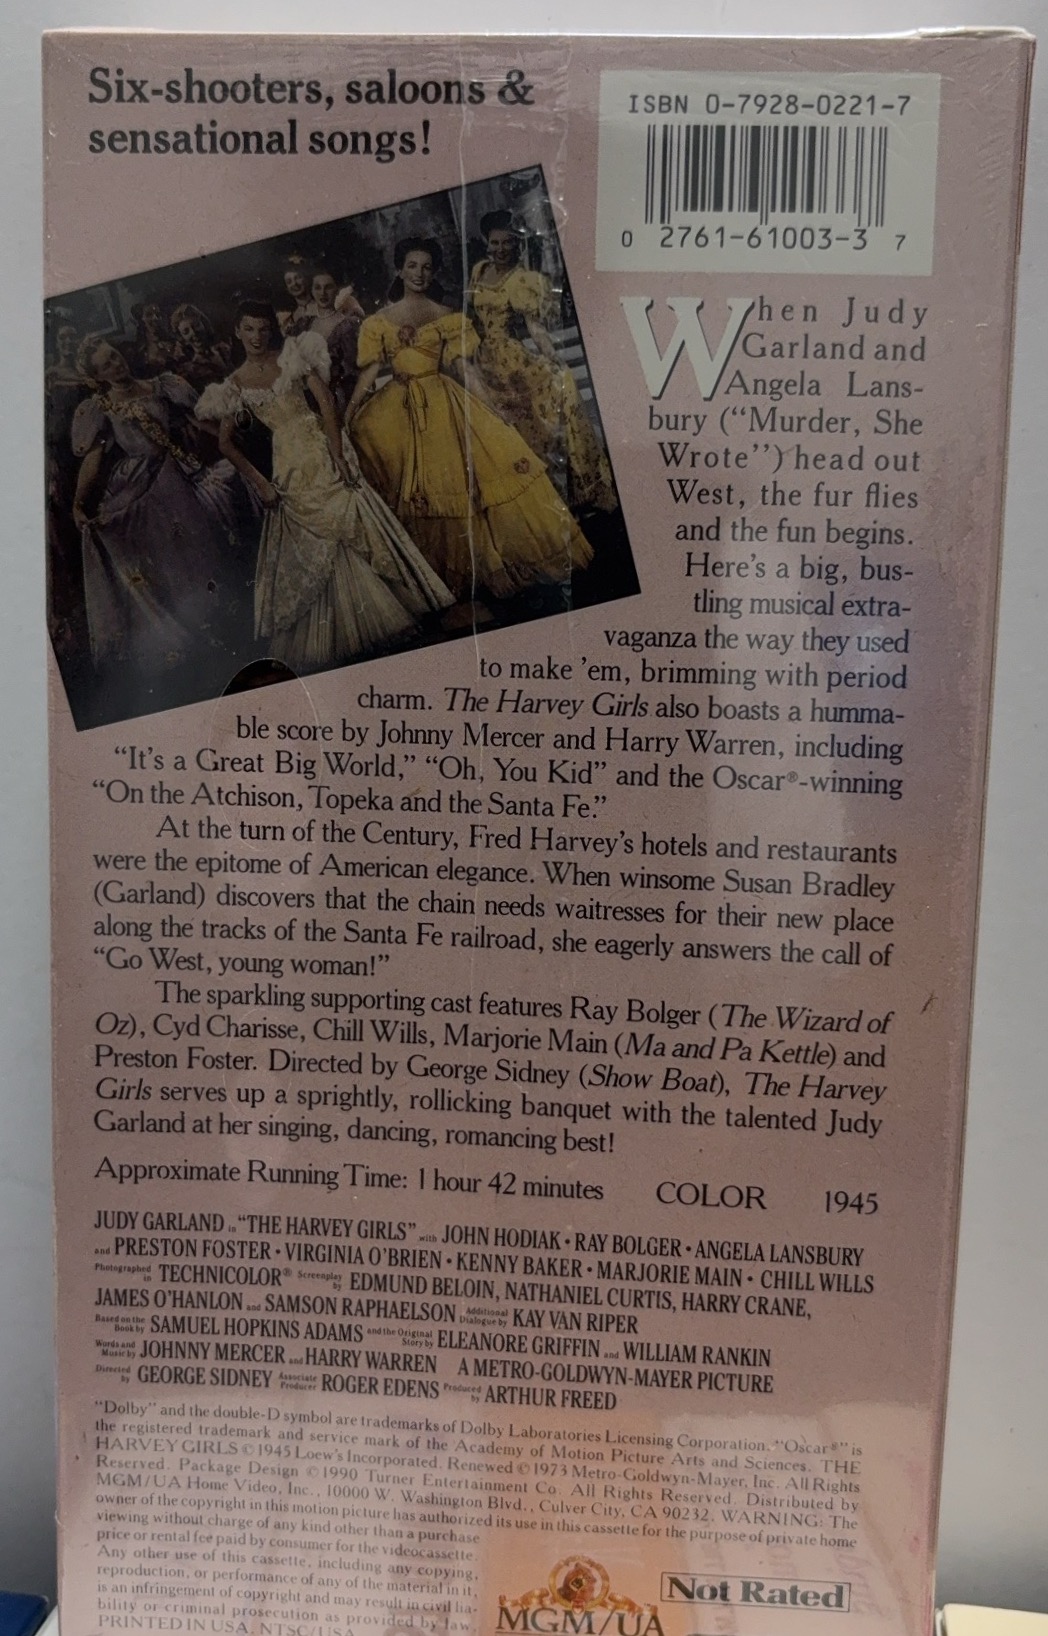 Six-shooters, saloons &
sensational songs!
ISBN 0-7928-0221-7
0 2761-61003-3 7
When Judy
Garland and
Angela Lans-
bury (“Murder, She
Wrote”) head out
West, the fur flies
and the fun begins.
Here's a big, bus-
tling musical extra-
vaganza the way they used
to make 'em, brimming with period
charm. The Harvey Girls also boasts a humma-
ble score by Johnny Mercer and Harry Warren, including
“It's a Great Big World,” “Oh, You Kid” and the Oscar®-winning
“On the Atchison, Topeka and the Santa Fe.”
At the turn of the Century, Fred Harvey's hotels and restaurants
were the epitome of American elegance. When winsome Susan Bradley
(Garland) discovers that the chain needs waitresses for their new place
along the tracks of the Santa Fe railroad, she eagerly answers the call of
“Go West, young woman!”
The sparkling supporting cast features Ray Bolger (The Wizard of
Oz), Cyd Charisse, Chill Wills, Marjorie Main (Ma and Pa Kettle) and
Preston Foster. Directed by George Sidney (Show Boat), The Harvey
Girls serves up a sprightly, rollicking banquet with the talented Judy
Garland at her singing, dancing, romancing best!
Approximate Running Time: 1 hour 42 minutes COLOR 1945
JUDY GARLAND in “THE HARVEY GIRLS” with JOHN HODIAK • RAY BOLGER • ANGELA LANSBURY
and PRESTON FOSTER • VIRGINIA O'BRIEN • KENNY BAKER • MARJORIE MAIN • CHILL WILLS
Photographed in TECHNICOLOR® Screenplay by EDMUND BELOIN, NATHANIEL CURTIS, HARRY CRANE,
JAMES O'HANLON and SAMSON RAPHAELSON Additional Dialogue by KAY VAN RIPER
Based on the Book by SAMUEL HOPKINS ADAMS and the Original Story by ELEANORE GRIFFIN and WILLIAM RANKIN
Words and Music by JOHNNY MERCER and HARRY WARREN A METRO-GOLDWYN-MAYER PICTURE
Directed by GEORGE SIDNEY Associate Producer ROGER EDENS Produced by ARTHUR FREED
“Dolby” and the double-D symbol are trademarks of Dolby Laboratories Licensing Corporation. “Oscar®” is
the registered trademark and service mark of the Academy of Motion Picture Arts and Sciences. THE
HARVEY GIRLS © 1945 Loew's Incorporated. Renewed © 1973 Metro-Goldwyn-Mayer, Inc. All Rights
Reserved. Package Design © 1990 Turner Entertainment Co. All Rights Reserved. Distributed by
MGM/UA Home Video, Inc., 10000 W. Washington Blvd., Culver City, CA 90232. WARNING: The
owner of the copyright in this motion picture has authorized its use in this cassette for the purpose of private home
viewing without charge of any kind other than a purchase
price or rental fee paid by consumer for the videocassette.
Any other use of this cassette, including any copying,
reproduction, or performance of any of the material in it,
is an infringement of copyright and may result in civil lia-
bility or criminal prosecution as provided by law.
PRINTED IN USA. NTSC/USA
MGM/UA
Not Rated